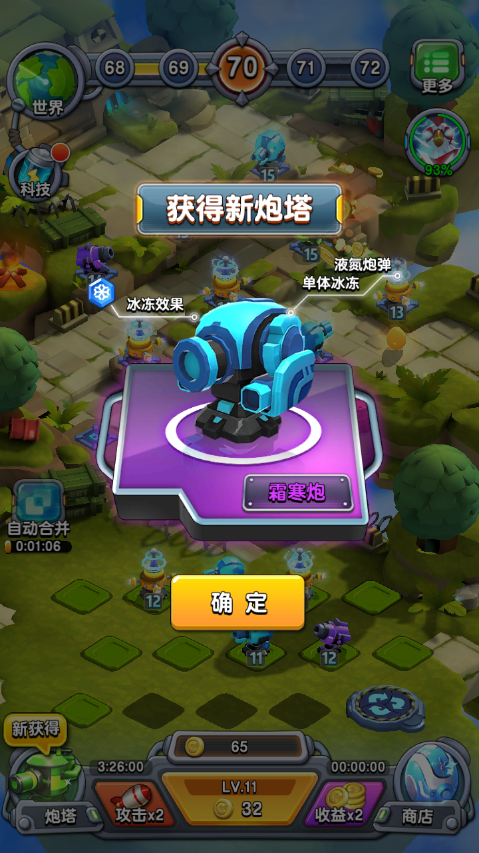 68
69
70
71
72
世界
更多
科技
93%
15
获得新炮塔
15
液氮炮弹
单体冰冻
冰冻效果
13
霜寒炮
自动合并
0:01:06
12
确 定
11
12
新获得
65
3:26:00
00:00:00
LV.11
炮塔
攻击x2
32
收益x2
商店